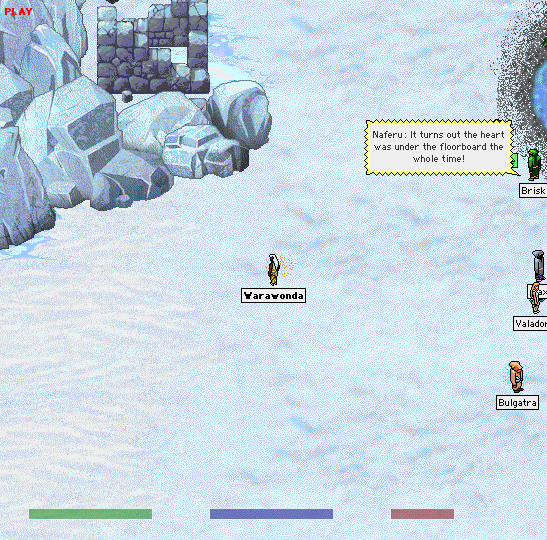 PLAY
Naferu: It turns out the heart
was under the floorboard the
whole time!
Brisk
Warawonda
Valador
Bulgatra